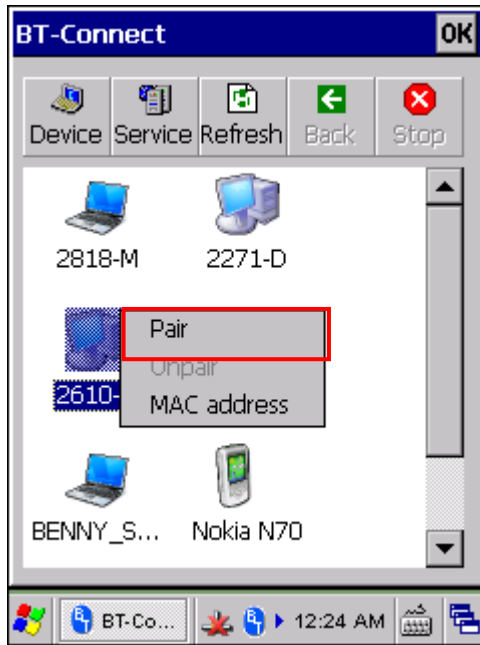 BT-Connect OK
Device Service Refresh Back Stop
2818-M 2271-D
Pair
Unpair
2610-
MAC address
BENNY_S... Nokia N70
BT-Co... 12:24 AM